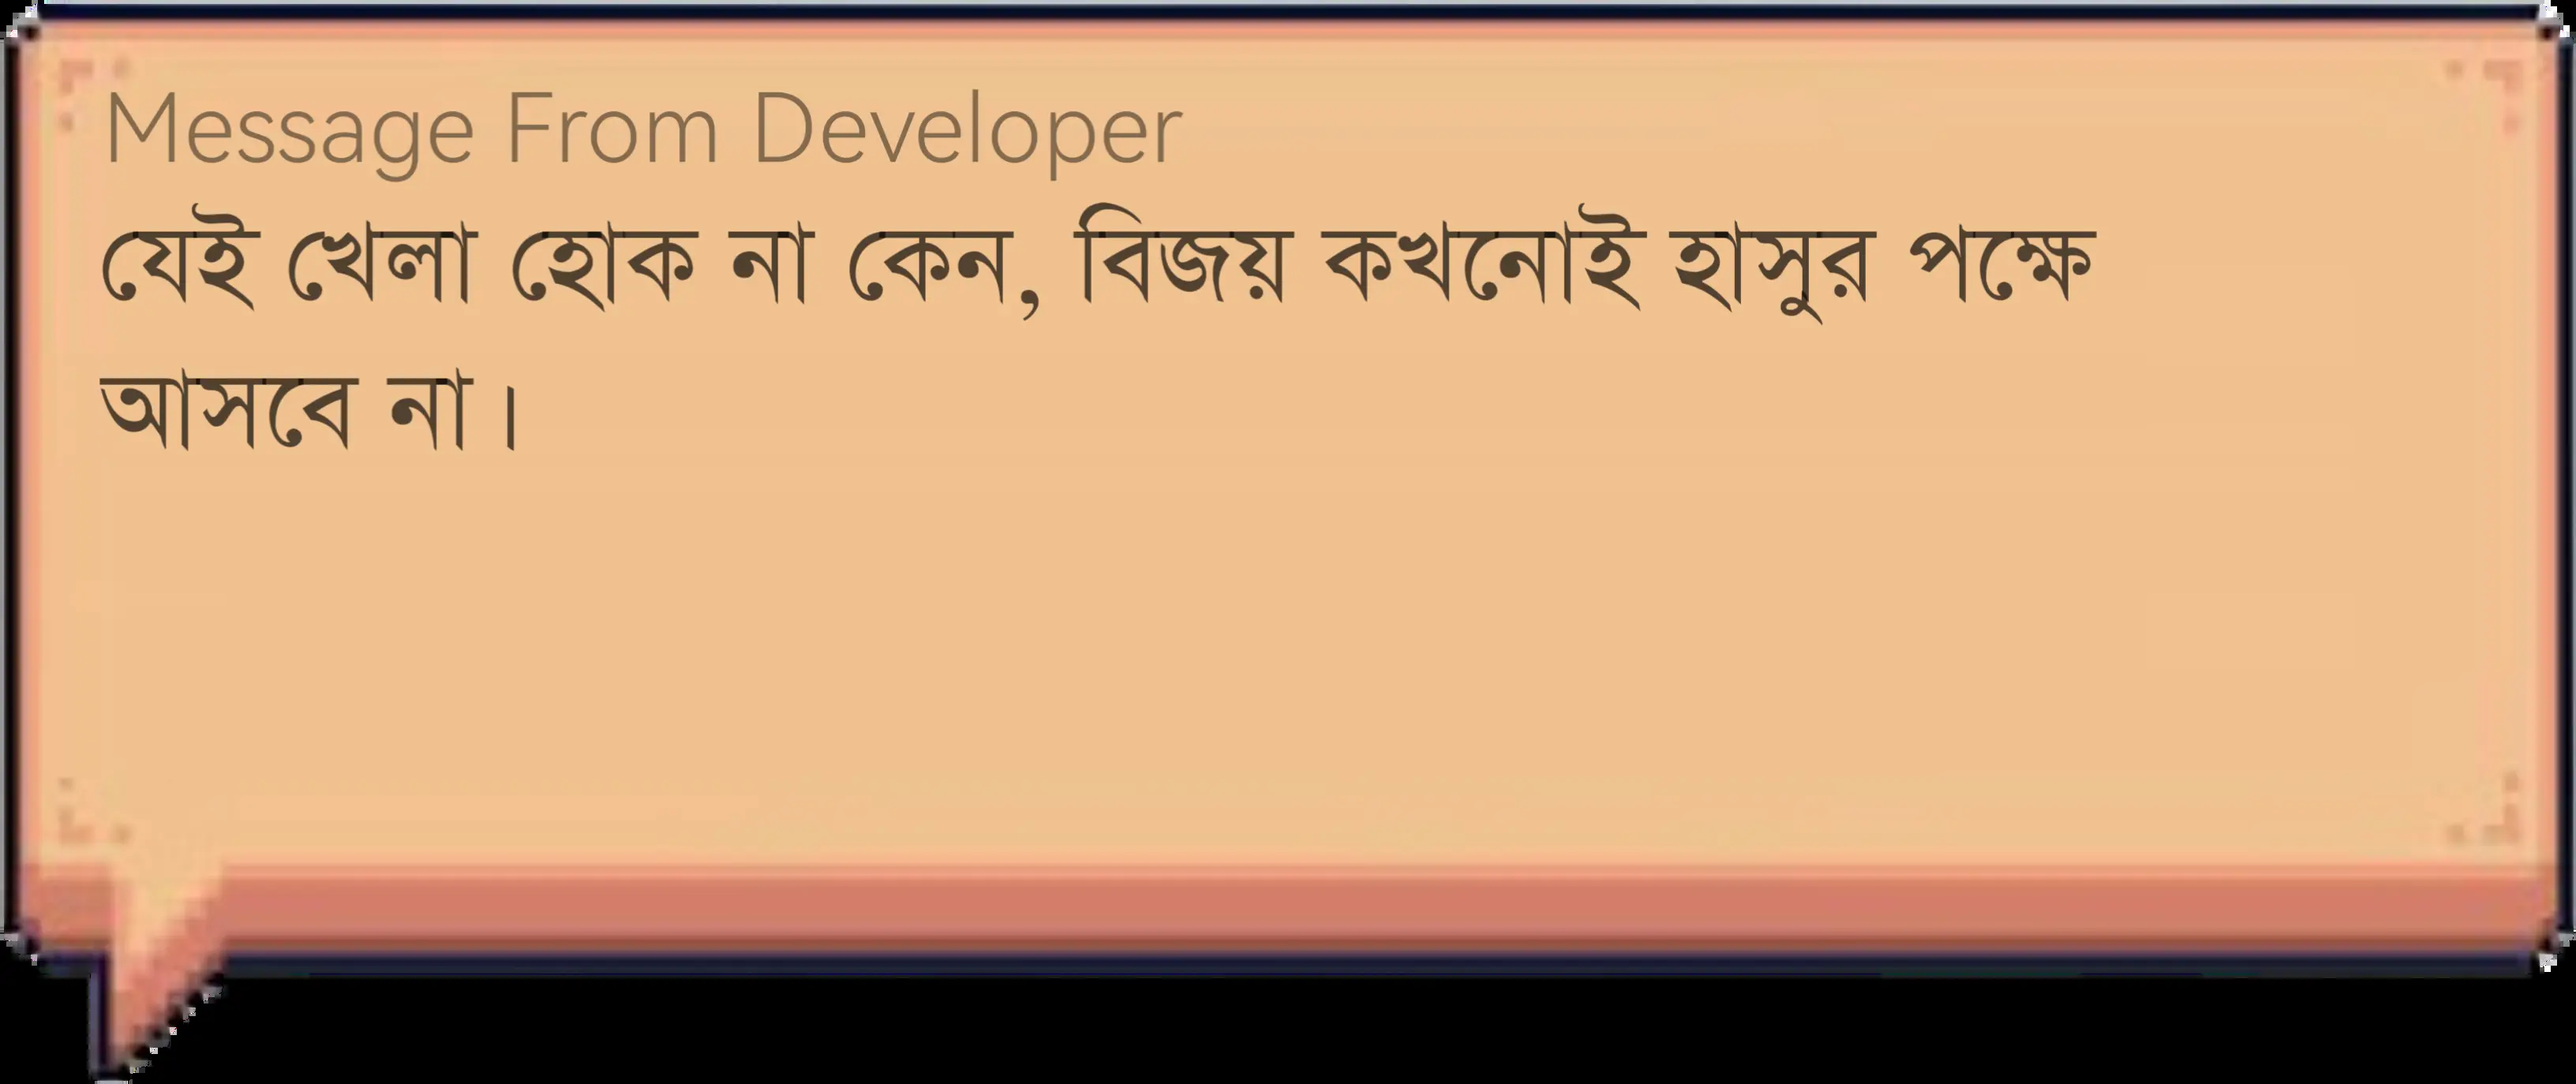 Message From Developer
যেই খেলা হোক না কেন, বিজয় কখনোই হাসুর পক্ষে
আসবে না।